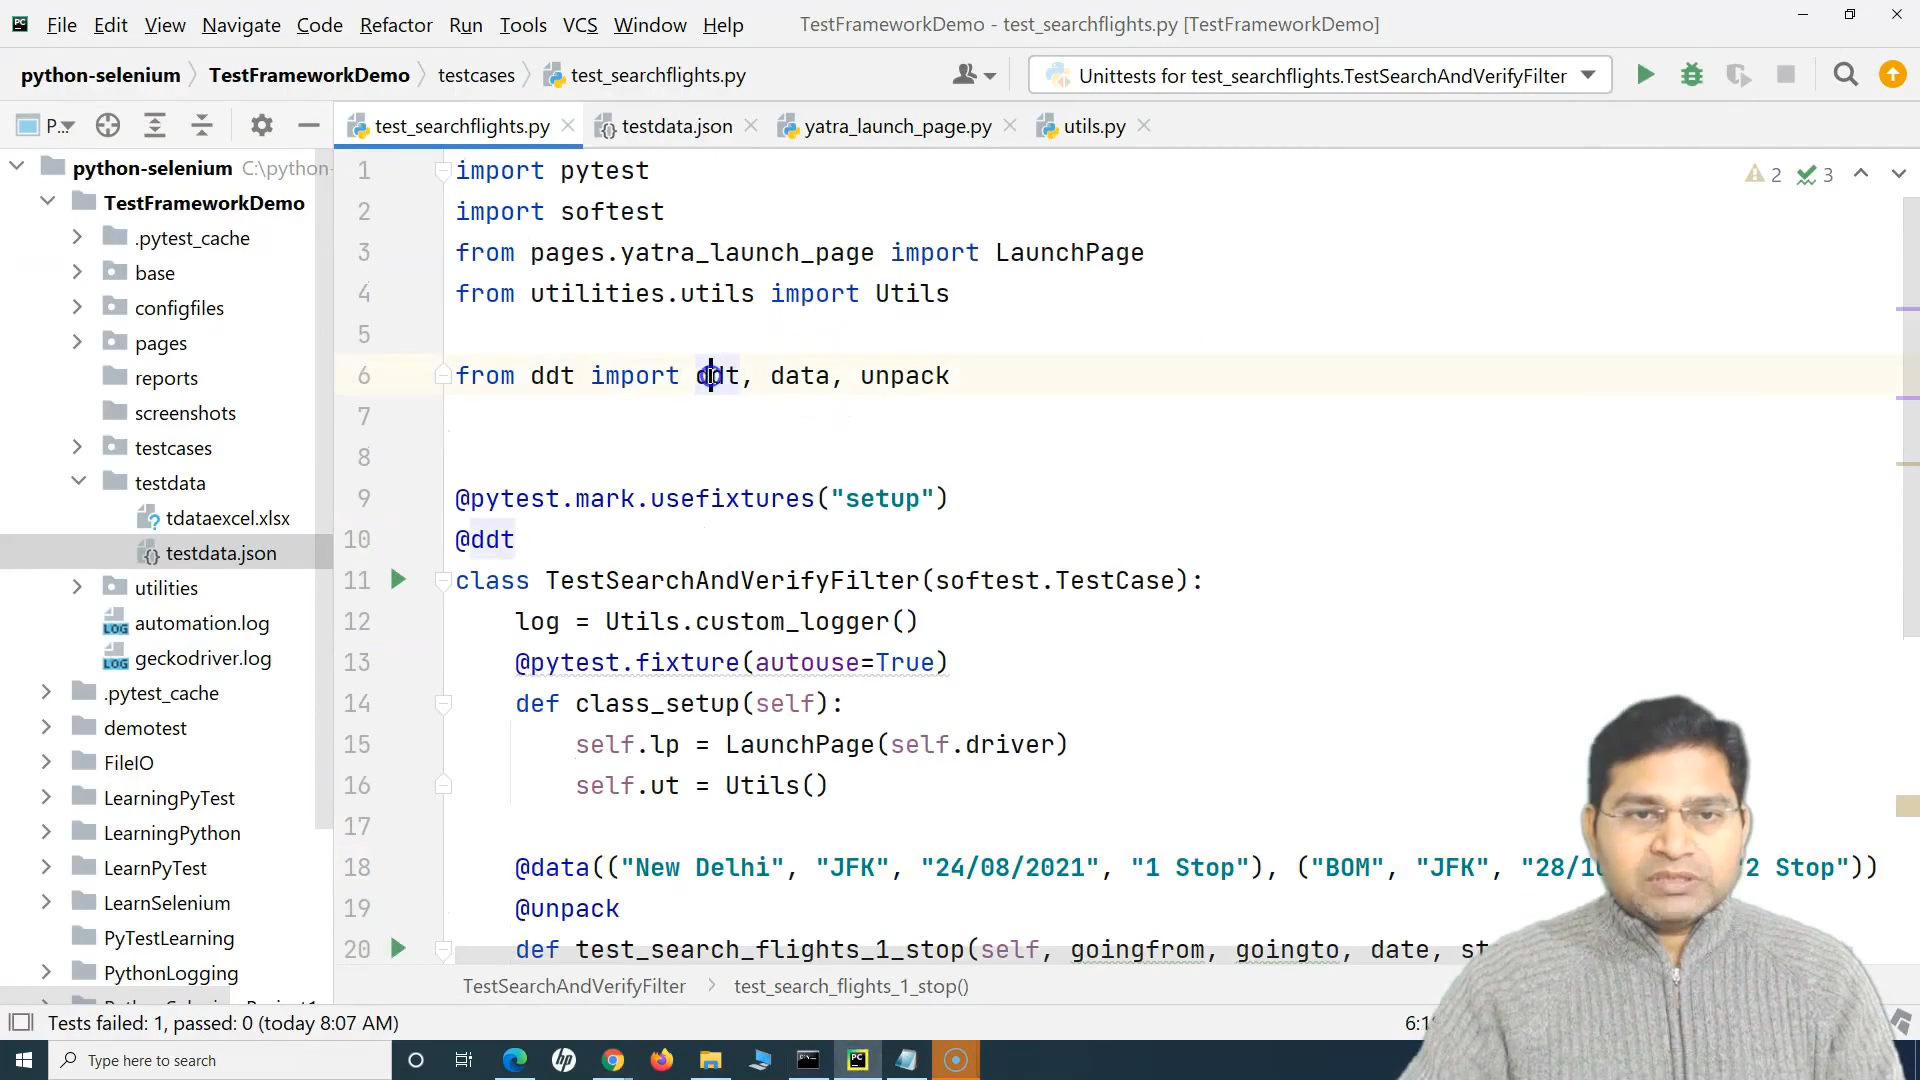 File Edit View Navigate Code Refactor Run Tools VCS Window Help TestFrameworkDemo - test_searchflights.py [TestFrameworkDemo]
python-selenium TestFrameworkDemo testcases test_searchflights.py Unittests for test_searchflights.TestSearchAndVerifyFilter
P... test_searchflights.py testdata.json yatra_launch_page.py utils.py
python-selenium C:\python-
TestFrameworkDemo
.pytest_cache
base
configfiles
pages
reports
screenshots
testcases
testdata
tdataexcel.xlsx
testdata.json
utilities
automation.log
geckodriver.log
.pytest_cache
demotest
FileIO
LearningPyTest
LearningPython
LearnPyTest
LearnSelenium
PyTestLearning
PythonLogging
2 3
1 import pytest
2 import softest
3 from pages.yatra_launch_page import LaunchPage
4 from utilities.utils import Utils
5
6 from ddt import ddt, data, unpack
7
8
9 @pytest.mark.usefixtures("setup")
10 @ddt
11 class TestSearchAndVerifyFilter(softest.TestCase):
12 log = Utils.custom_logger()
13 @pytest.fixture(autouse=True)
14 def class_setup(self):
15 self.lp = LaunchPage(self.driver)
16 self.ut = Utils()
17
18 @data(("New Delhi", "JFK", "24/08/2021", "1 Stop"), ("BOM", "JFK", "28/1 2 Stop"))
19 @unpack
20 def test_search_flights_1_stop(self, goingfrom, goingto, date, st
TestSearchAndVerifyFilter test_search_flights_1_stop()
Tests failed: 1, passed: 0 (today 8:07 AM)
Type here to search